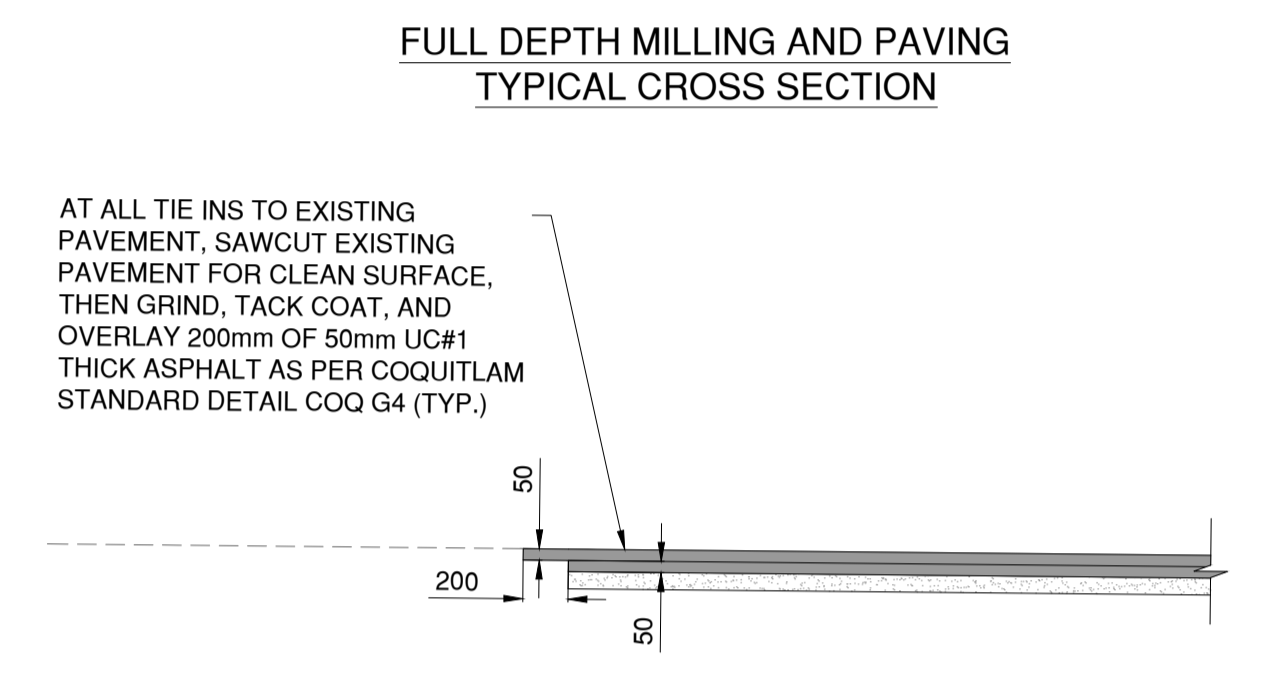 FULL DEPTH MILLING AND PAVING
TYPICAL CROSS SECTION
AT ALL TIE INS TO EXISTING
PAVEMENT, SAWCUT EXISTING
PAVEMENT FOR CLEAN SURFACE,
THEN GRIND, TACK COAT, AND
OVERLAY 200mm OF 50mm UC#1
THICK ASPHALT AS PER COQUITLAM
STANDARD DETAIL COQ G4 (TYP.)
50
200
50